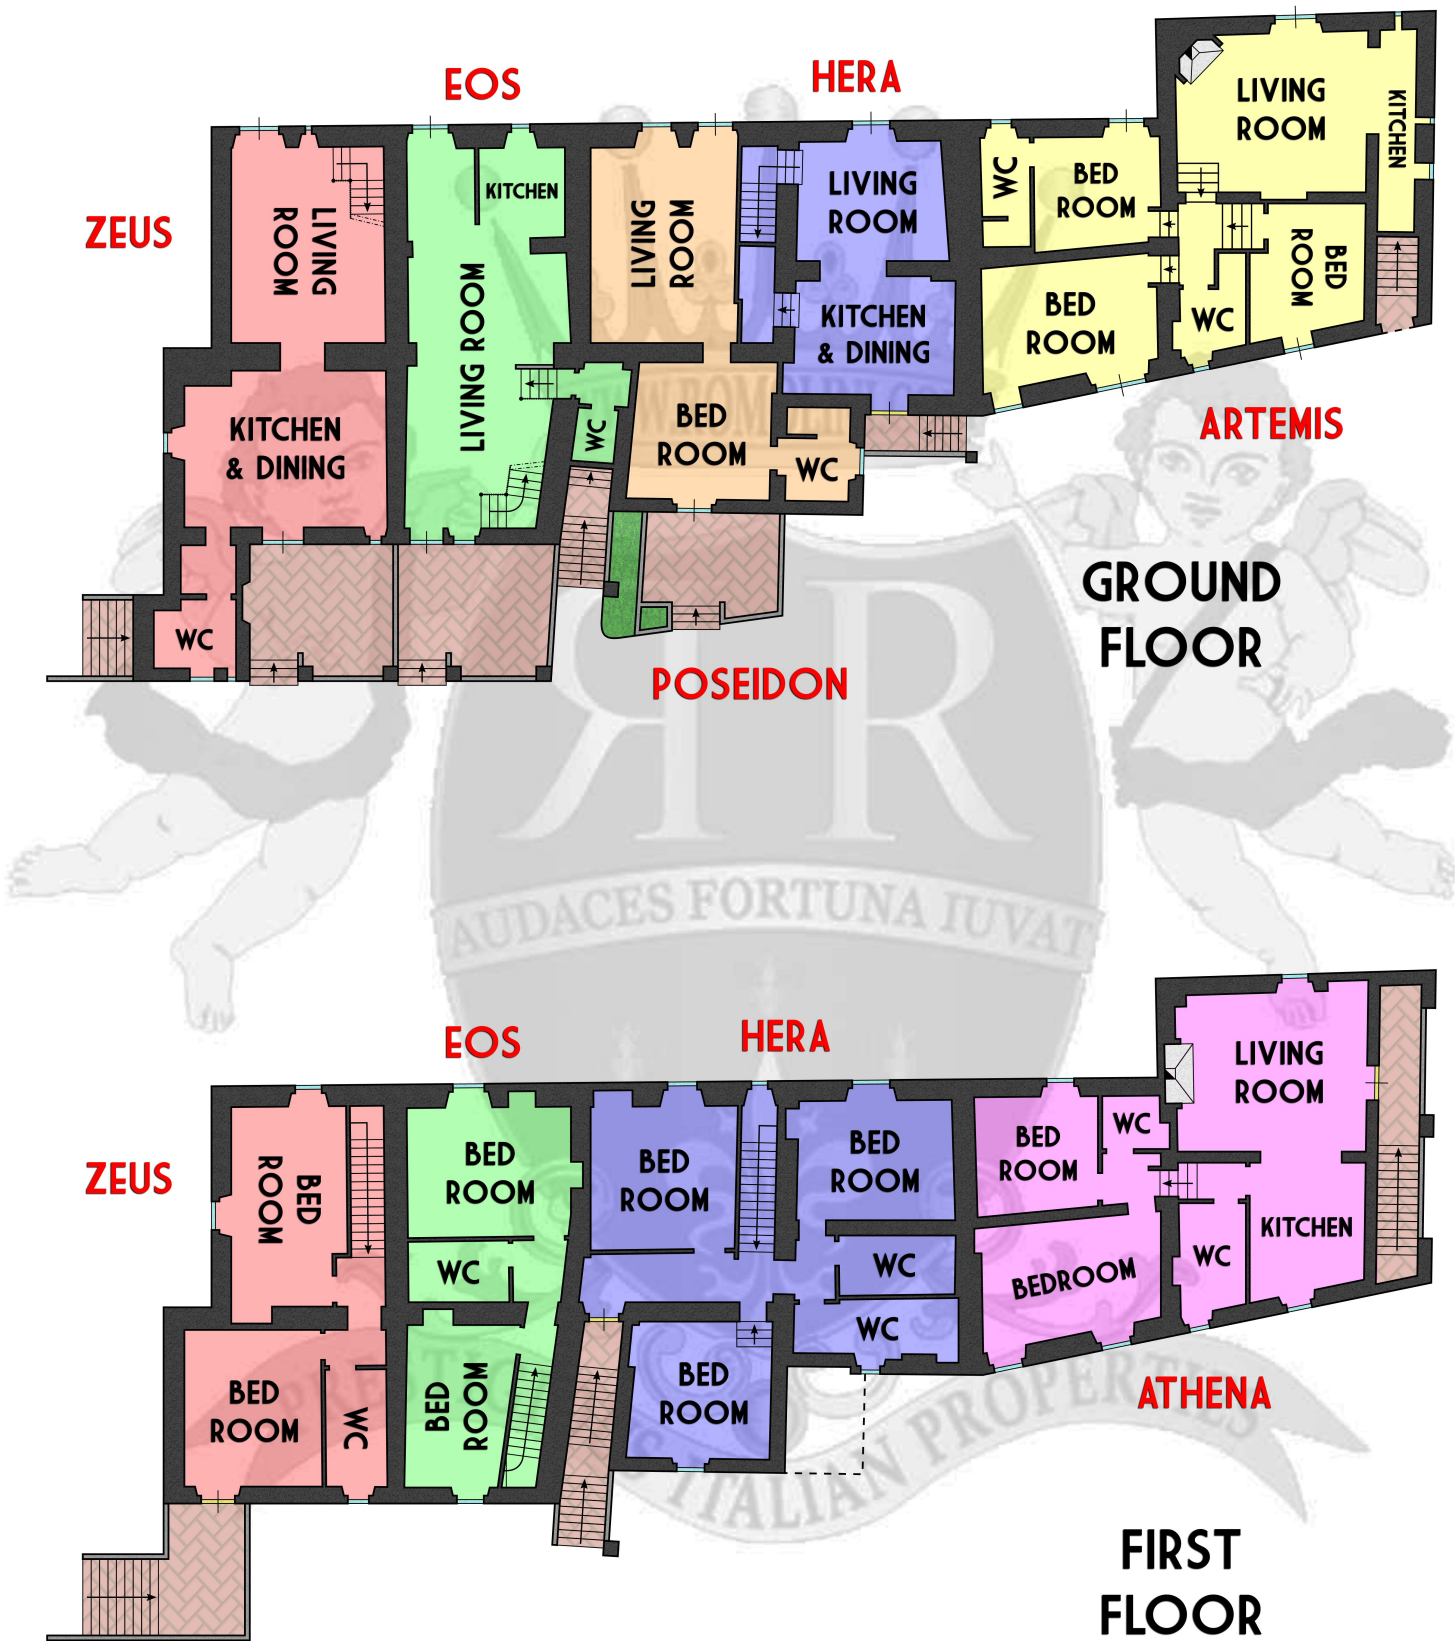 EOS
HERA
ZEUS
LIVING
ROOM
KITCHEN
& DINING
WC
KITCHEN
LIVING ROOM
WC
LIVING
ROOM
BED
ROOM
WC
LIVING
ROOM
KITCHEN
& DINING
WC
BED
ROOM
BED
ROOM
LIVING
ROOM
KITCHEN
BED
ROOM
WC
ARTEMIS
POSEIDON
GROUND
FLOOR
R R
AUDACES FORTUNA IUVAT
EOS
HERA
ZEUS
BED
ROOM
BED
ROOM
WC
BED
ROOM
WC
BED
ROOM
BED
ROOM
BED
ROOM
BED
ROOM
WC
WC
BED
ROOM
WC
LIVING
ROOM
BEDROOM
WC
KITCHEN
ATHENA
ITALIAN PROPERTIES
FIRST
FLOOR